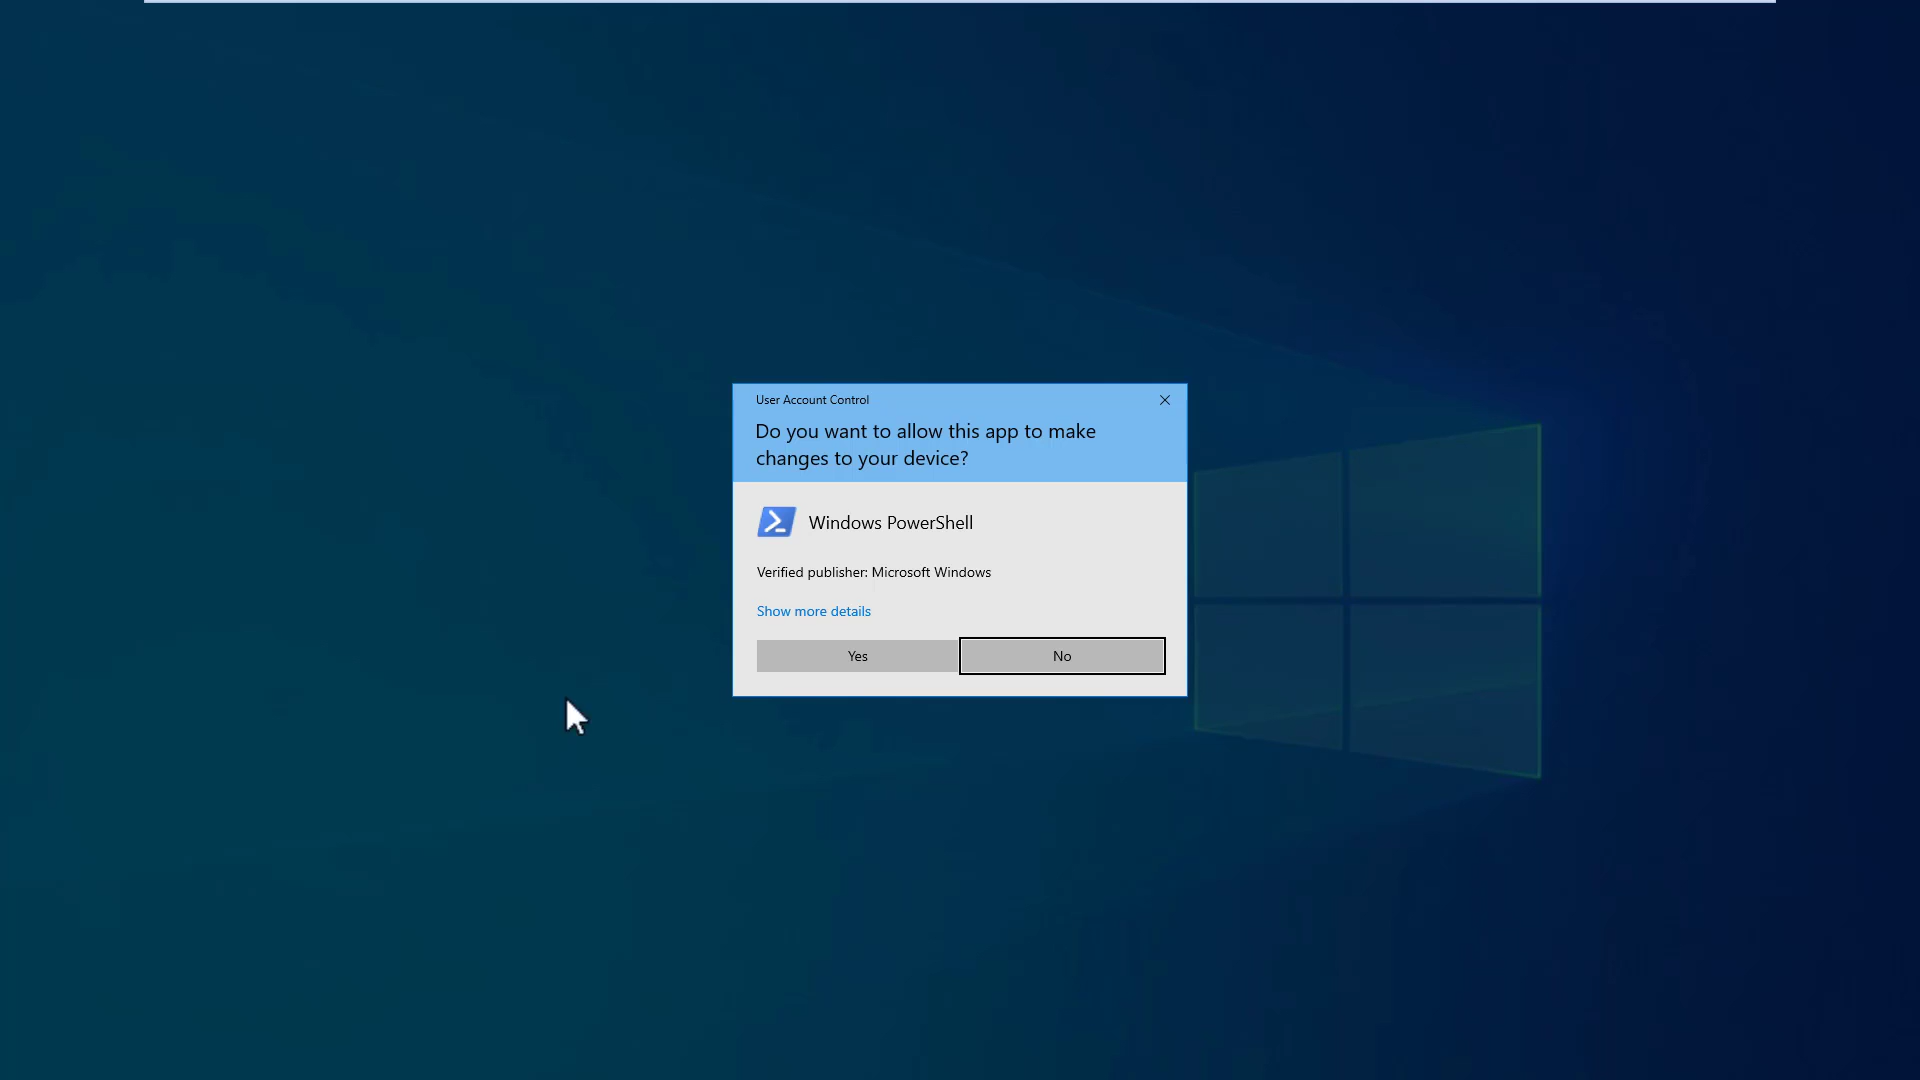 User Account Control
Do you want to allow this app to make
changes to your device?
Windows PowerShell
Verified publisher: Microsoft Windows
Show more details
Yes
No